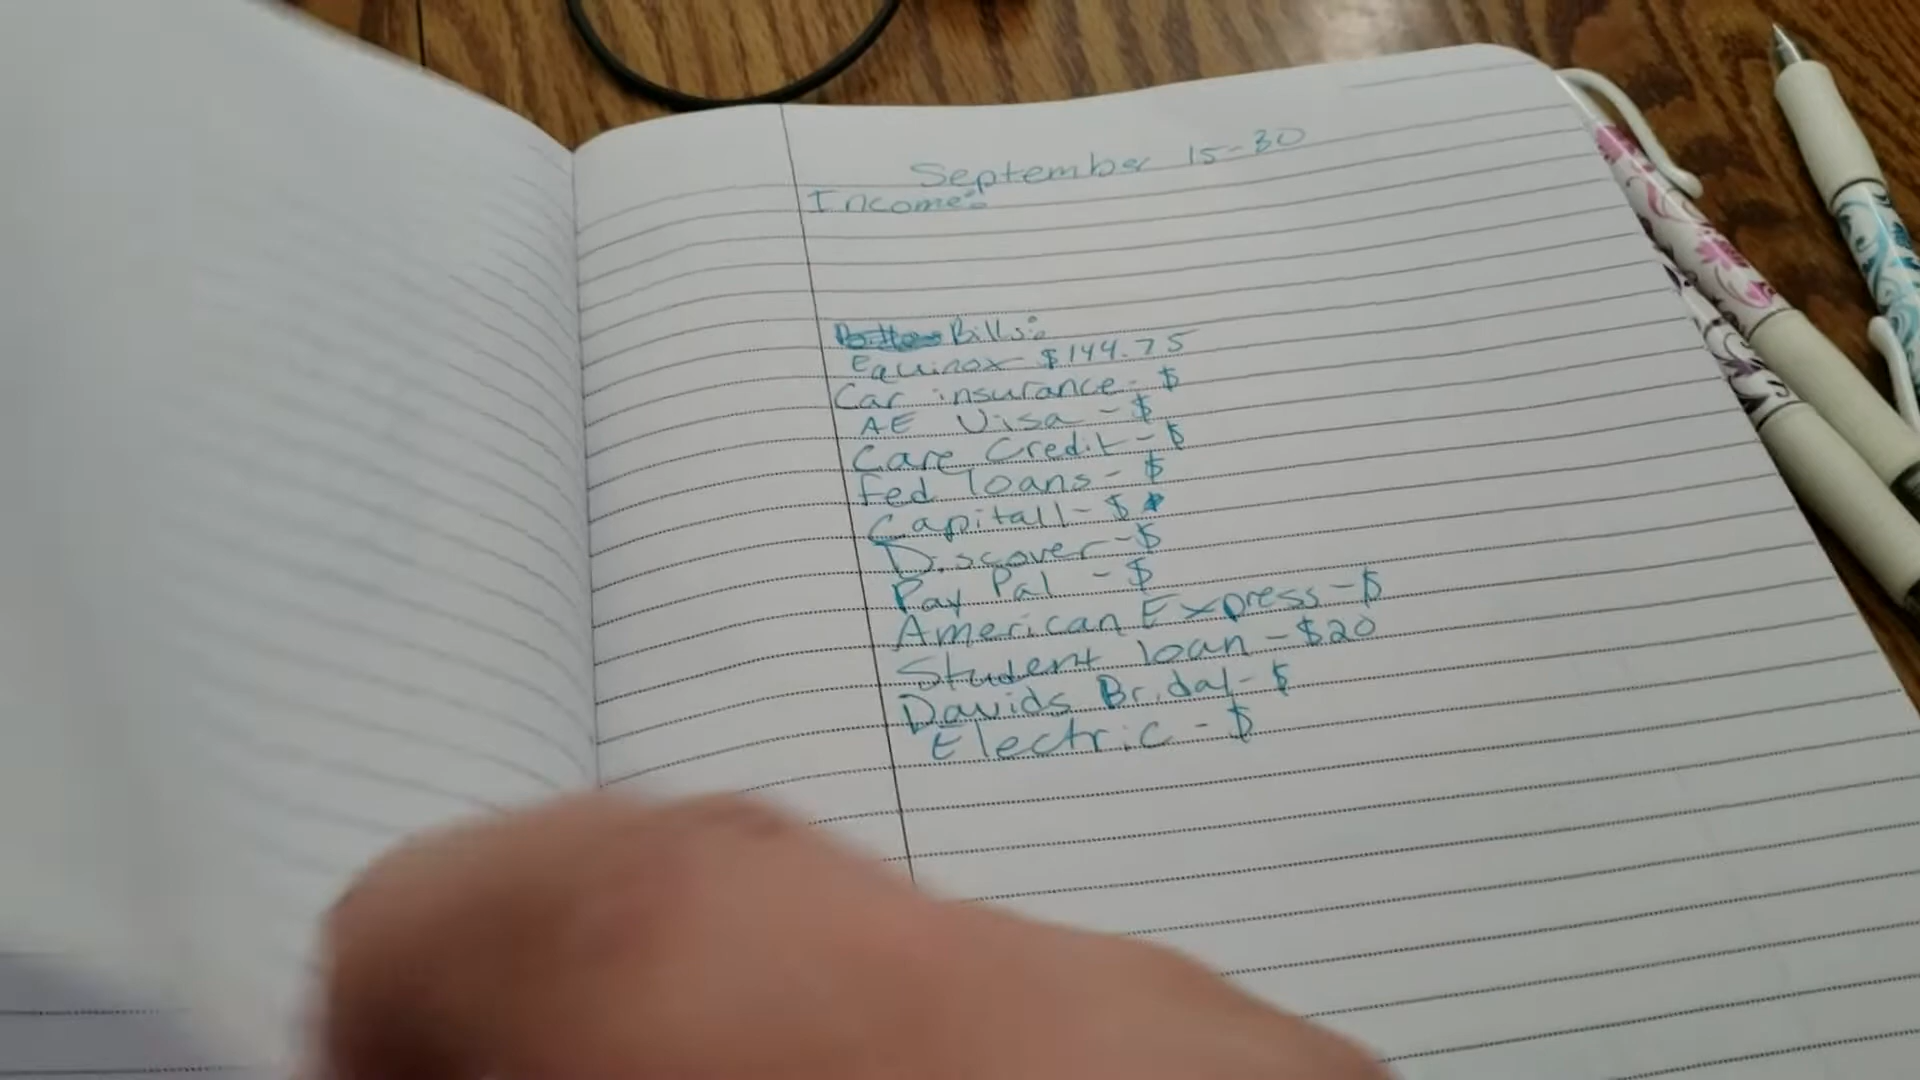 September 15-30
Income:
Bills:
Equinox - $144.75
Car insurance - $
AE Visa - $
Care Credit - $
Fed loans - $
Capital1 - $
Discover - $
Pay Pal - $
American Express - $
Student loan - $20
Davids Bridal - $
Electric - $